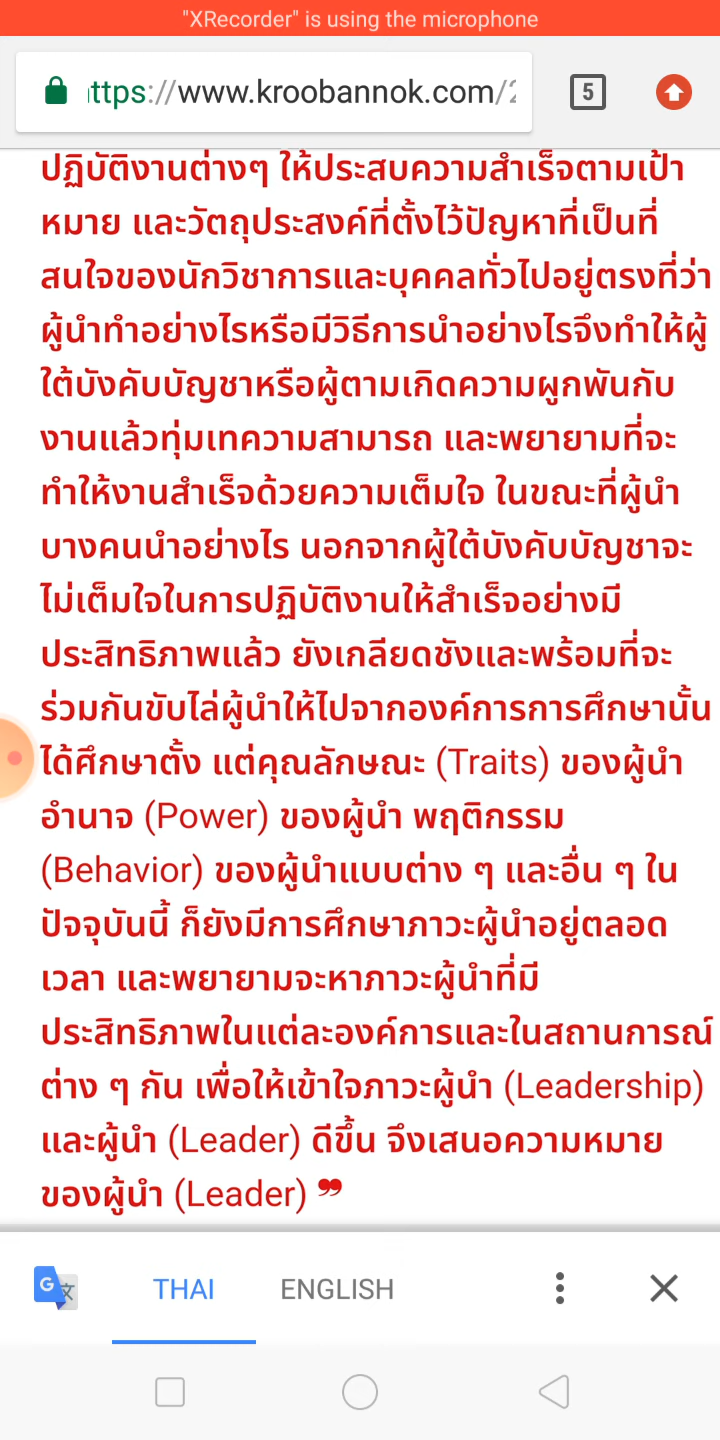 "XRecorder" is using the microphone
ttps://www.kroobannok.com/2
5
ปฏิบัติงานต่างๆ ให้ประสบความสำเร็จตามเป้า
หมาย และวัตถุประสงค์ที่ตั้งไว้ปัญหาที่เป็นที่
สนใจของนักวิชาการและบุคคลทั่วไปอยู่ตรงที่ว่า
ผู้นำทำอย่างไรหรือมีวิธีการนำอย่างไรจึงทำให้ผู้
ใต้บังคับบัญชาหรือผู้ตามเกิดความผูกพันกับ
งานแล้วทุ่มเทความสามารถ และพยายามที่จะ
ทำให้งานสำเร็จด้วยความเต็มใจ ในขณะที่ผู้นำ
บางคนนำอย่างไร นอกจากผู้ใต้บังคับบัญชาจะ
ไม่เต็มใจในการปฏิบัติงานให้สำเร็จอย่างมี
ประสิทธิภาพแล้ว ยังเกลียดชังและพร้อมที่จะ
ร่วมกันขับไล่ผู้นำให้ไปจากองค์การการศึกษานั้น
ได้ศึกษาตั้ง แต่คุณลักษณะ (Traits) ของผู้นำ
อำนาจ (Power) ของผู้นำ พฤติกรรม
(Behavior) ของผู้นำแบบต่าง ๆ และอื่น ๆ ใน
ปัจจุบันนี้ ก็ยังมีการศึกษาภาวะผู้นำอยู่ตลอด
เวลา และพยายามจะหาภาวะผู้นำที่มี
ประสิทธิภาพในแต่ละองค์การและในสถานการณ์
ต่าง ๆ กัน เพื่อให้เข้าใจภาวะผู้นำ (Leadership)
และผู้นำ (Leader) ดีขึ้น จึงเสนอความหมาย
ของผู้นำ (Leader) ❞
THAI ENGLISH